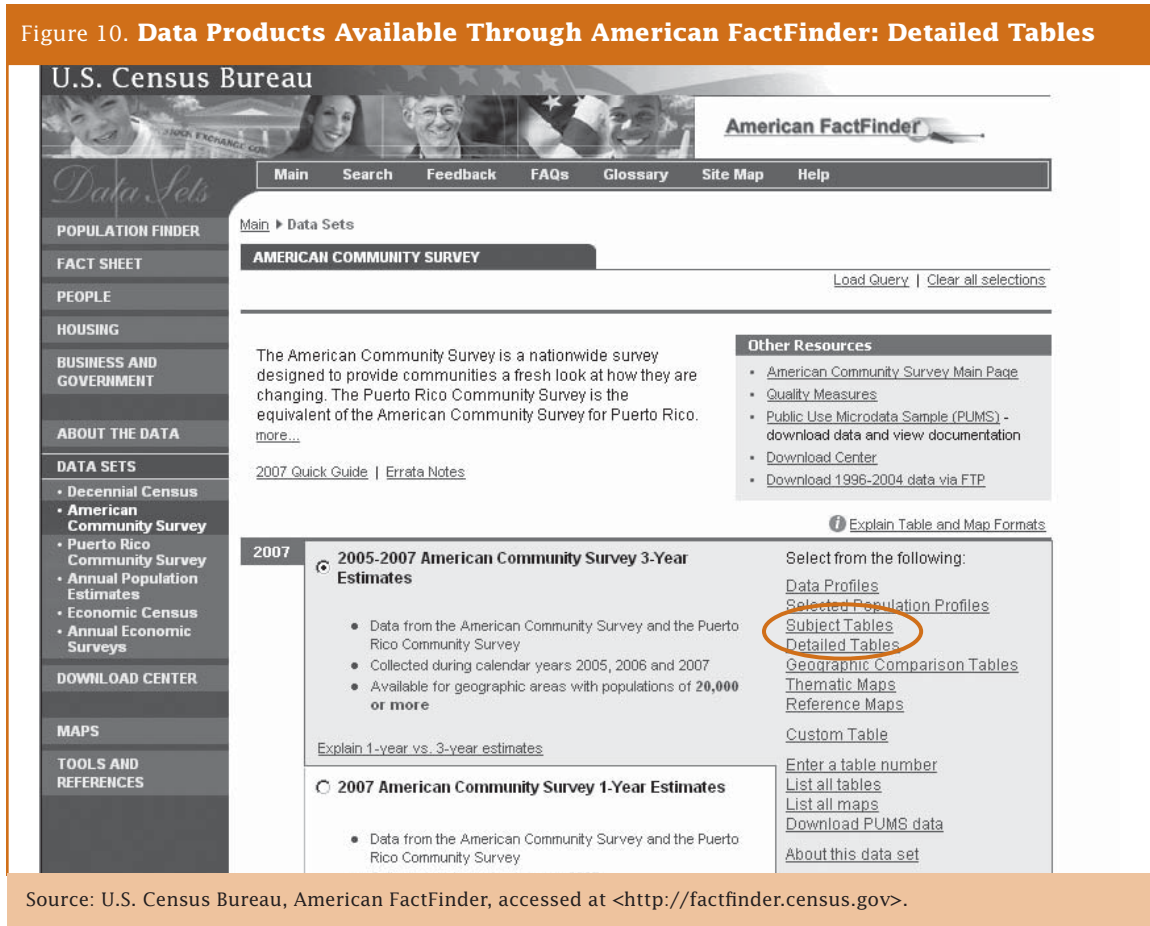 Figure 10. Data Products Available Through American FactFinder: Detailed Tables
U.S. Census Bureau
American FactFinder
Data Sets
Main Search Feedback FAQs Glossary Site Map Help
POPULATION FINDER
FACT SHEET
PEOPLE
HOUSING
BUSINESS AND
GOVERNMENT
ABOUT THE DATA
DATA SETS
• Decennial Census
• American
Community Survey
• Puerto Rico
Community Survey
• Annual Population
Estimates
• Economic Census
• Annual Economic
Surveys
DOWNLOAD CENTER
MAPS
TOOLS AND
REFERENCES
Main ▶ Data Sets
AMERICAN COMMUNITY SURVEY
Load Query | Clear all selections
The American Community Survey is a nationwide survey
designed to provide communities a fresh look at how they are
changing. The Puerto Rico Community Survey is the
equivalent of the American Community Survey for Puerto Rico.
more...
2007 Quick Guide | Errata Notes
Other Resources
• American Community Survey Main Page
• Quality Measures
• Public Use Microdata Sample (PUMS) -
download data and view documentation
• Download Center
• Download 1996-2004 data via FTP
Explain Table and Map Formats
2007
2005-2007 American Community Survey 3-Year
Estimates
• Data from the American Community Survey and the Puerto
Rico Community Survey
• Collected during calendar years 2005, 2006 and 2007
• Available for geographic areas with populations of 20,000
or more
Explain 1-year vs. 3-year estimates
2007 American Community Survey 1-Year Estimates
• Data from the American Community Survey and the Puerto
Rico Community Survey
Select from the following:
Data Profiles
Selected Population Profiles
Subject Tables
Detailed Tables
Geographic Comparison Tables
Thematic Maps
Reference Maps
Custom Table
Enter a table number
List all tables
List all maps
Download PUMS data
About this data set
Source: U.S. Census Bureau, American FactFinder, accessed at <http://factfinder.census.gov>.